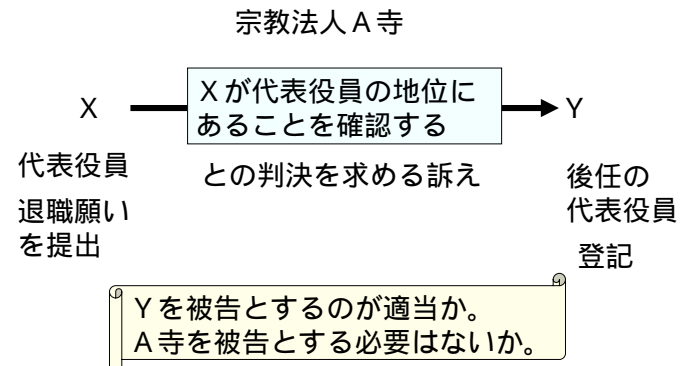 宗教法人A寺
X
Xが代表役員の地位に
あることを確認する
Y
代表役員
退職願い
を提出
との判決を求める訴え
後任の
代表役員
登記
Yを被告とするのが適当か。
A寺を被告とする必要はないか。